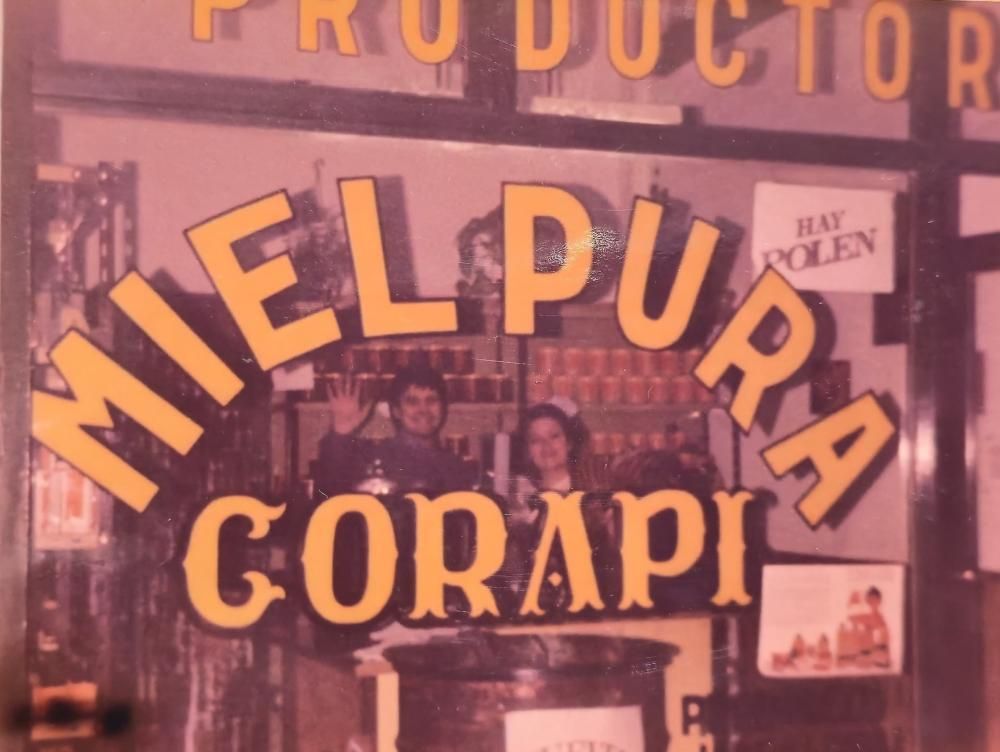 PRODUCTOR
HAY
POLEN
MIEL PURA
CORAPI